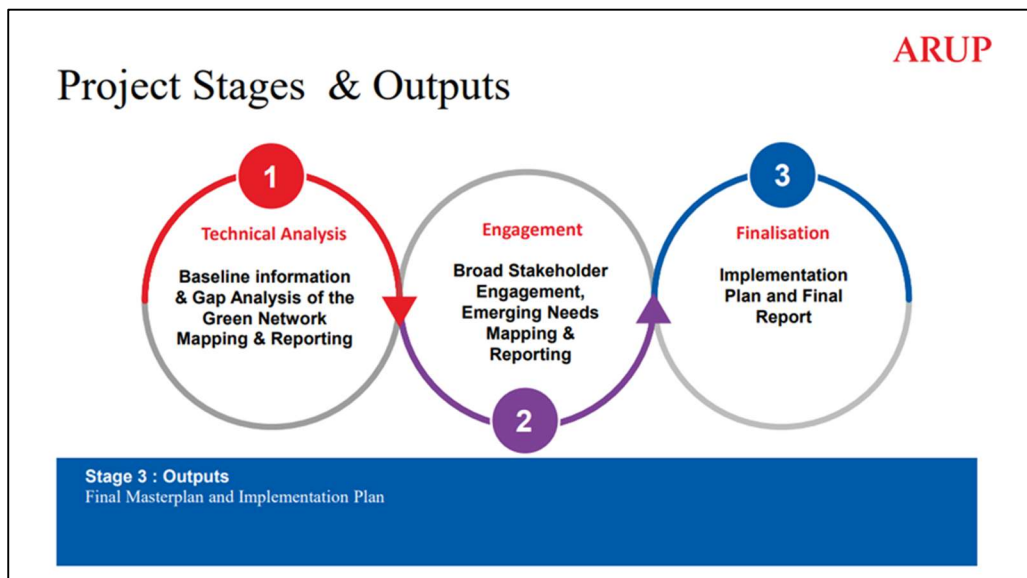 ARUP
Project Stages & Outputs
1
Technical Analysis
Baseline information
& Gap Analysis of the
Green Network
Mapping & Reporting
Engagement
Broad Stakeholder
Engagement,
Emerging Needs
Mapping &
Reporting
2
3
Finalisation
Implementation
Plan and Final
Report
Stage 3 : Outputs
Final Masterplan and Implementation Plan